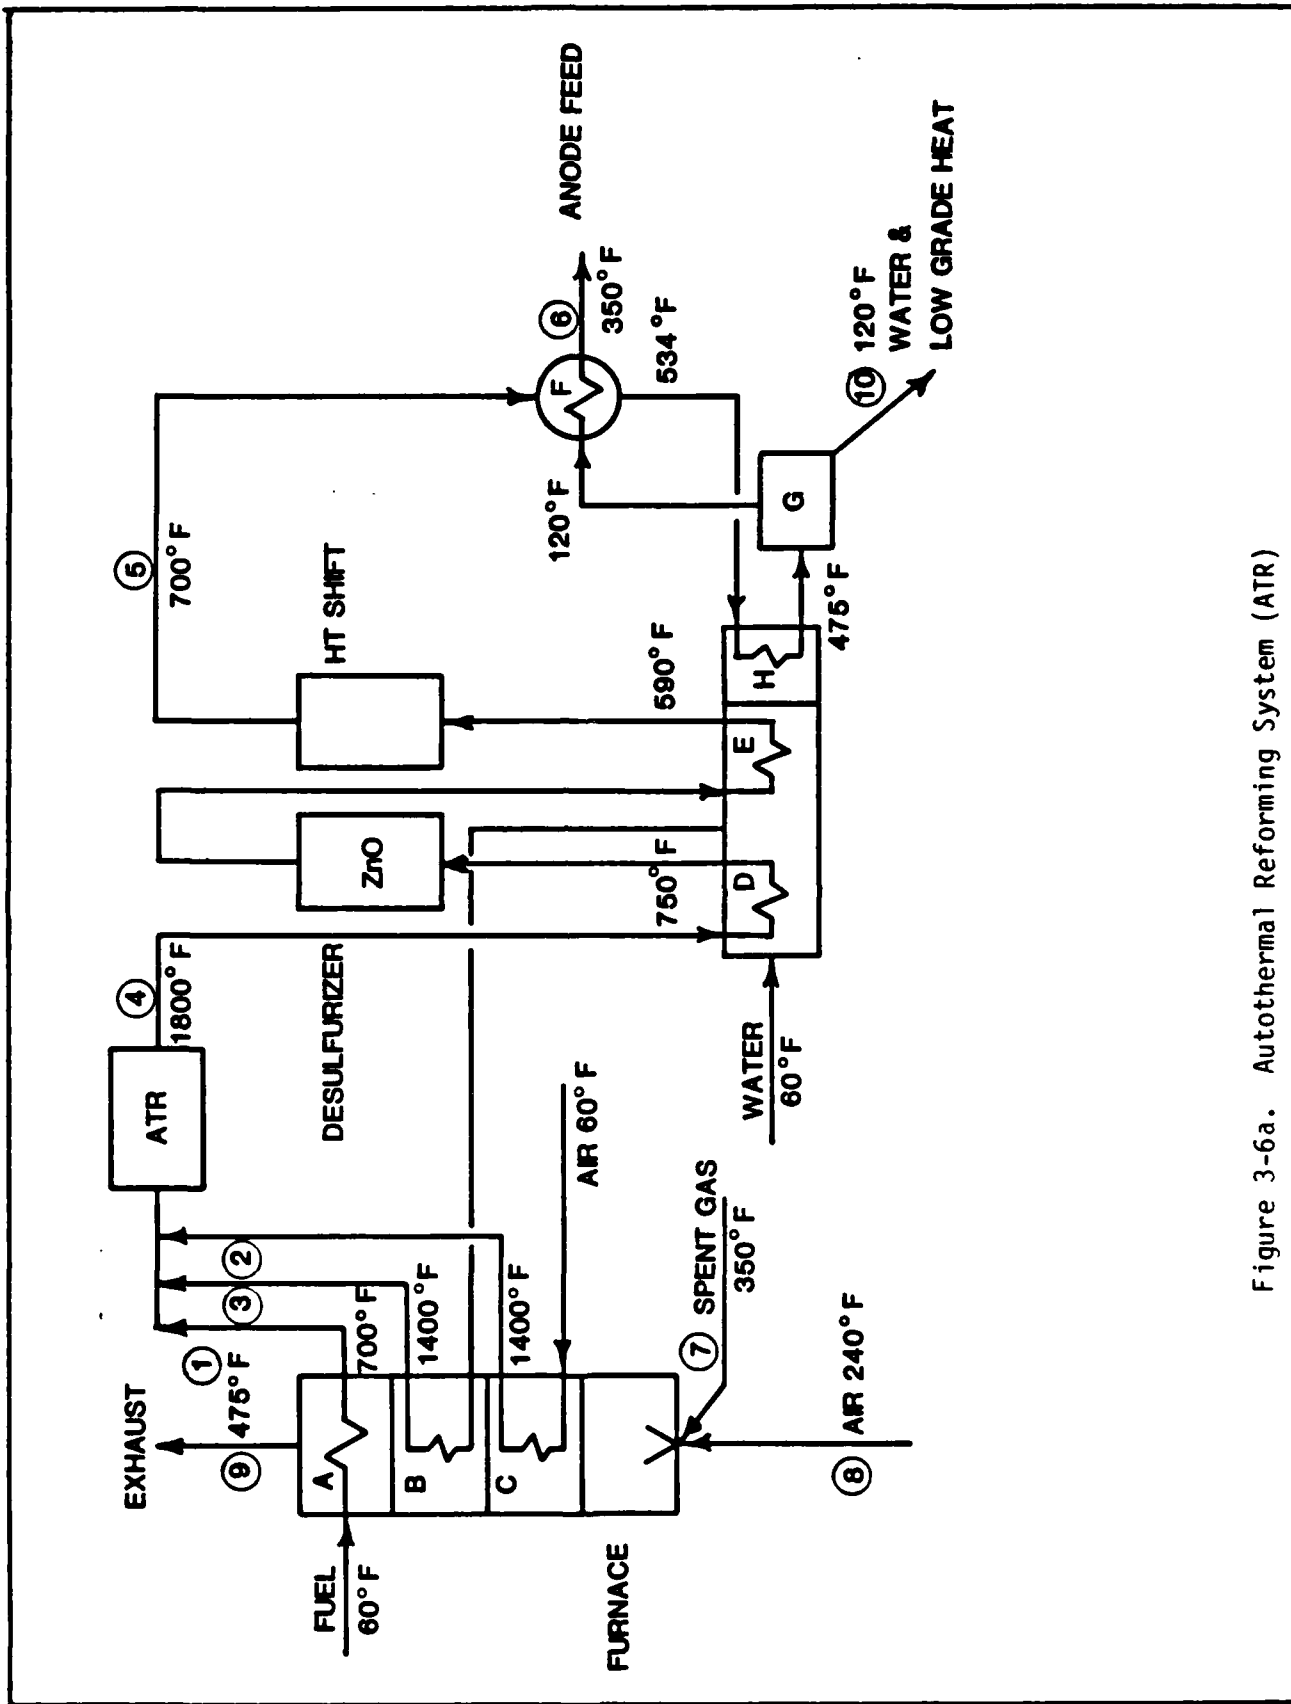 EXHAUST
⑨
475°F
①
③
②
④
1800°F
ATR
⑤
700°F
FUEL
60°F
A
700°F
B
1400°F
C
1400°F
FURNACE
AIR 60°F
DESULFURIZER
ZnO
HT SHIFT
F
⑥
ANODE FEED
350°F
120°F
534°F
⑦
SPENT GAS
350°F
⑧
AIR 240°F
WATER
60°F
750°F
D
590°F
E
H
475°F
G
⑩ 120°F
WATER &
LOW GRADE HEAT
Figure 3-6a. Autothermal Reforming System (ATR)